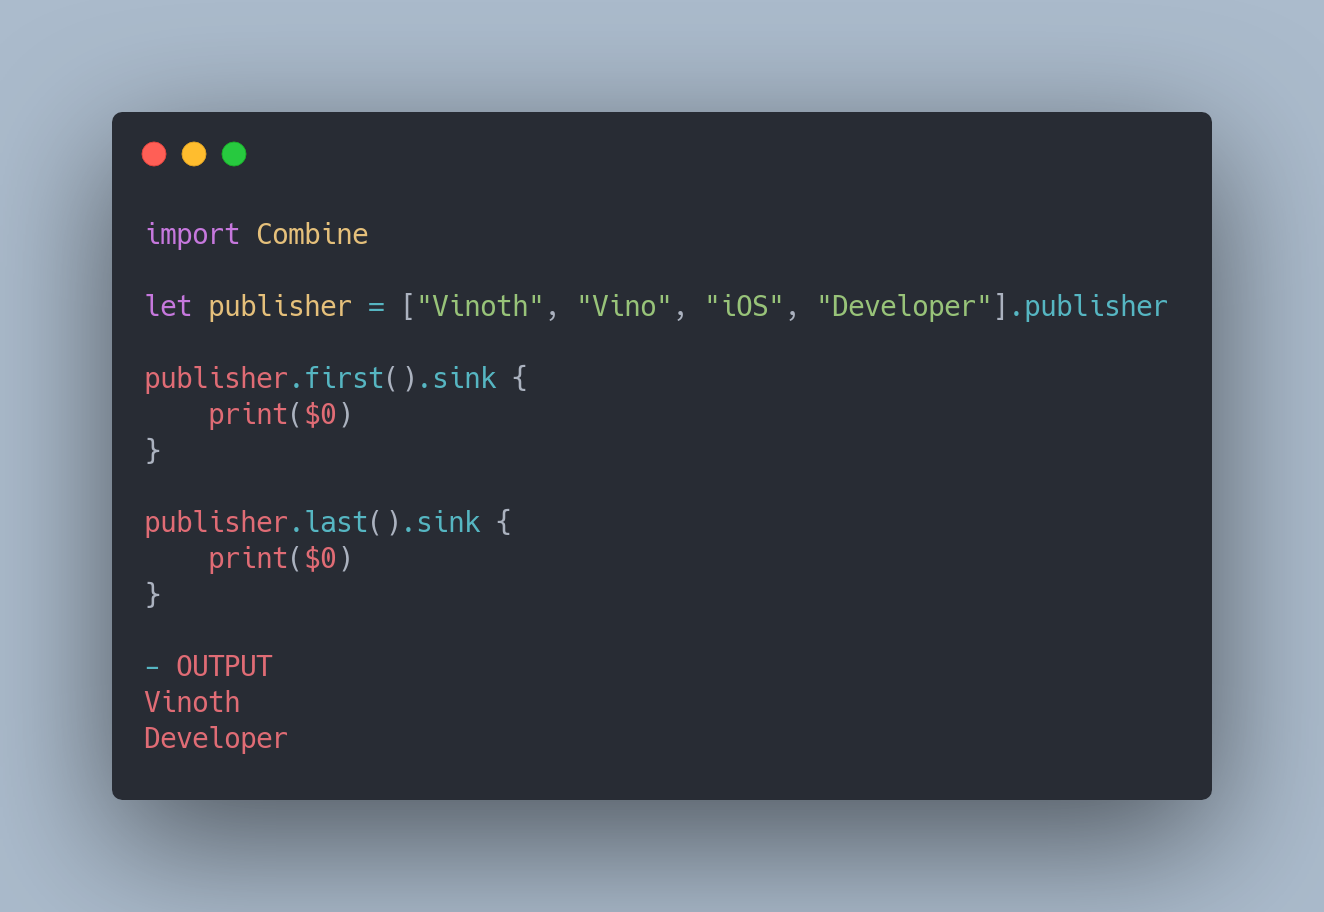 import Combine
let publisher = ["Vinoth", "Vino", "iOS", "Developer"].publisher
publisher.first().sink {
    print($0)
}
publisher.last().sink {
    print($0)
}
- OUTPUT
Vinoth
Developer